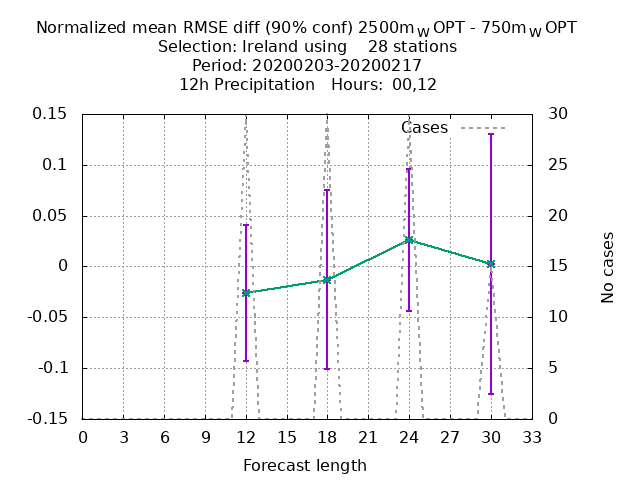 Normalized mean RMSE diff (90% conf) 2500m_W OPT - 750m_W OPT
Selection: Ireland using 28 stations
Period: 20200203-20200217
12h Precipitation Hours: 00,12
Cases
0.15
0.1
0.05
0
-0.05
-0.1
-0.15
30
25
20
15
10
5
0
No cases
0 3 6 9 12 15 18 21 24 27 30 33
Forecast length